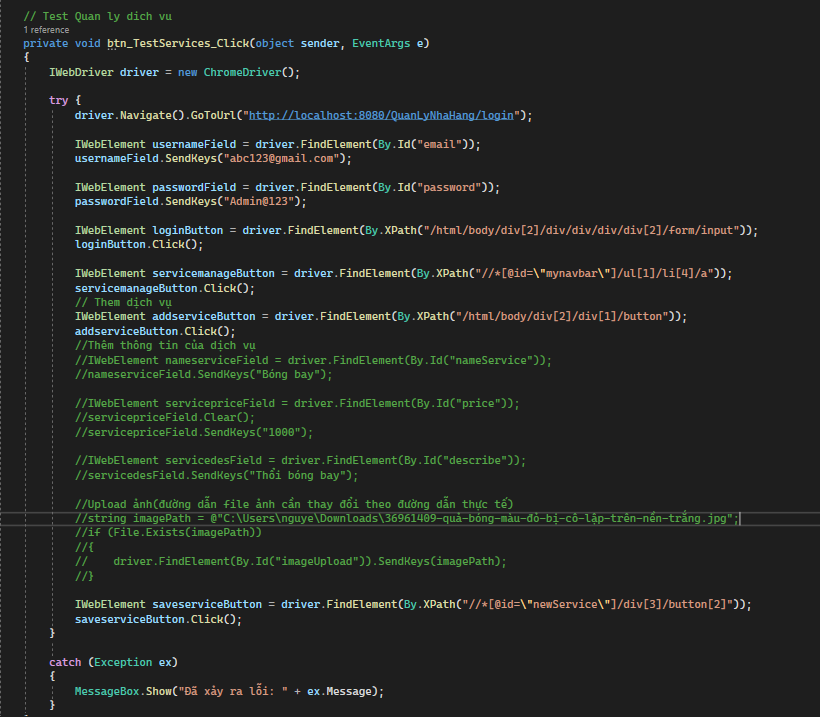 // Test Quan ly dich vu
1 reference
private void btn_TestServices_Click(object sender, EventArgs e)
{
IWebDriver driver = new ChromeDriver();
try {
driver.Navigate().GoToUrl("http://localhost:8080/QuanLyNhaHang/login");
IWebElement usernameField = driver.FindElement(By.Id("email"));
usernameField.SendKeys("abc123@gmail.com");
IWebElement passwordField = driver.FindElement(By.Id("password"));
passwordField.SendKeys("Admin@123");
IWebElement loginButton = driver.FindElement(By.XPath("/html/body/div[2]/div/div/div/div[2]/form/input"));
loginButton.Click();
IWebElement servicemanageButton = driver.FindElement(By.XPath("//*[@id=\"mynavbar\"]/ul[1]/li[4]/a"));
servicemanageButton.Click();
// Them dịch vụ
IWebElement addserviceButton = driver.FindElement(By.XPath("/html/body/div[2]/div[1]/button"));
addserviceButton.Click();
//Thêm thông tin của dịch vụ
//IWebElement nameserviceField = driver.FindElement(By.Id("nameService"));
//nameserviceField.SendKeys("Bóng bay");
//IWebElement servicepriceField = driver.FindElement(By.Id("price"));
//servicepriceField.Clear();
//servicepriceField.SendKeys("1000");
//IWebElement servicedesField = driver.FindElement(By.Id("describe"));
//servicedesField.SendKeys("Thổi bóng bay");
//Upload ảnh(đường dẫn file ảnh cần thay đổi theo đường dẫn thực tế)
//string imagePath = @"C:\Users\nguye\Downloads\36961409-quả-bóng-màu-đỏ-bị-cô-lập-trên-nền-trắng.jpg";
//if (File.Exists(imagePath))
//{
//    driver.FindElement(By.Id("imageUpload")).SendKeys(imagePath);
//}
IWebElement saveserviceButton = driver.FindElement(By.XPath("//*[@id=\"newService\"]/div[3]/button[2]"));
saveserviceButton.Click();
}
catch (Exception ex)
{
MessageBox.Show("Đã xảy ra lỗi: " + ex.Message);
}